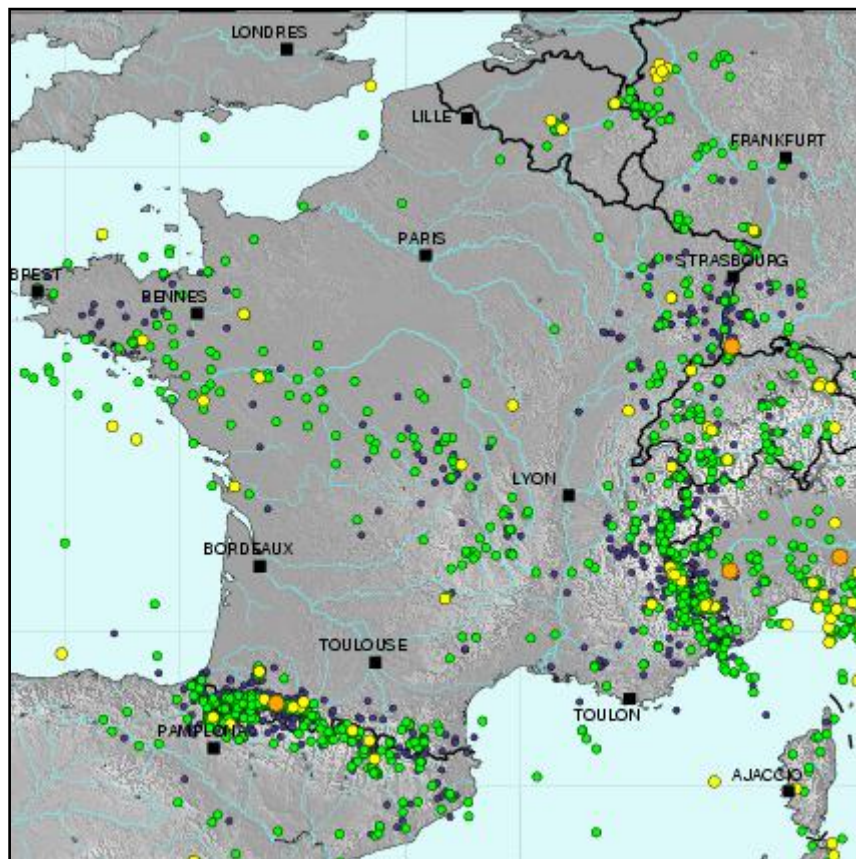 LONDRES
LILLE
FRANKFURT
PARIS
STRASBOURG
BREST
RENNES
LYON
BORDEAUX
TOULOUSE
TOULON
PAMPLONA
AJACCIO